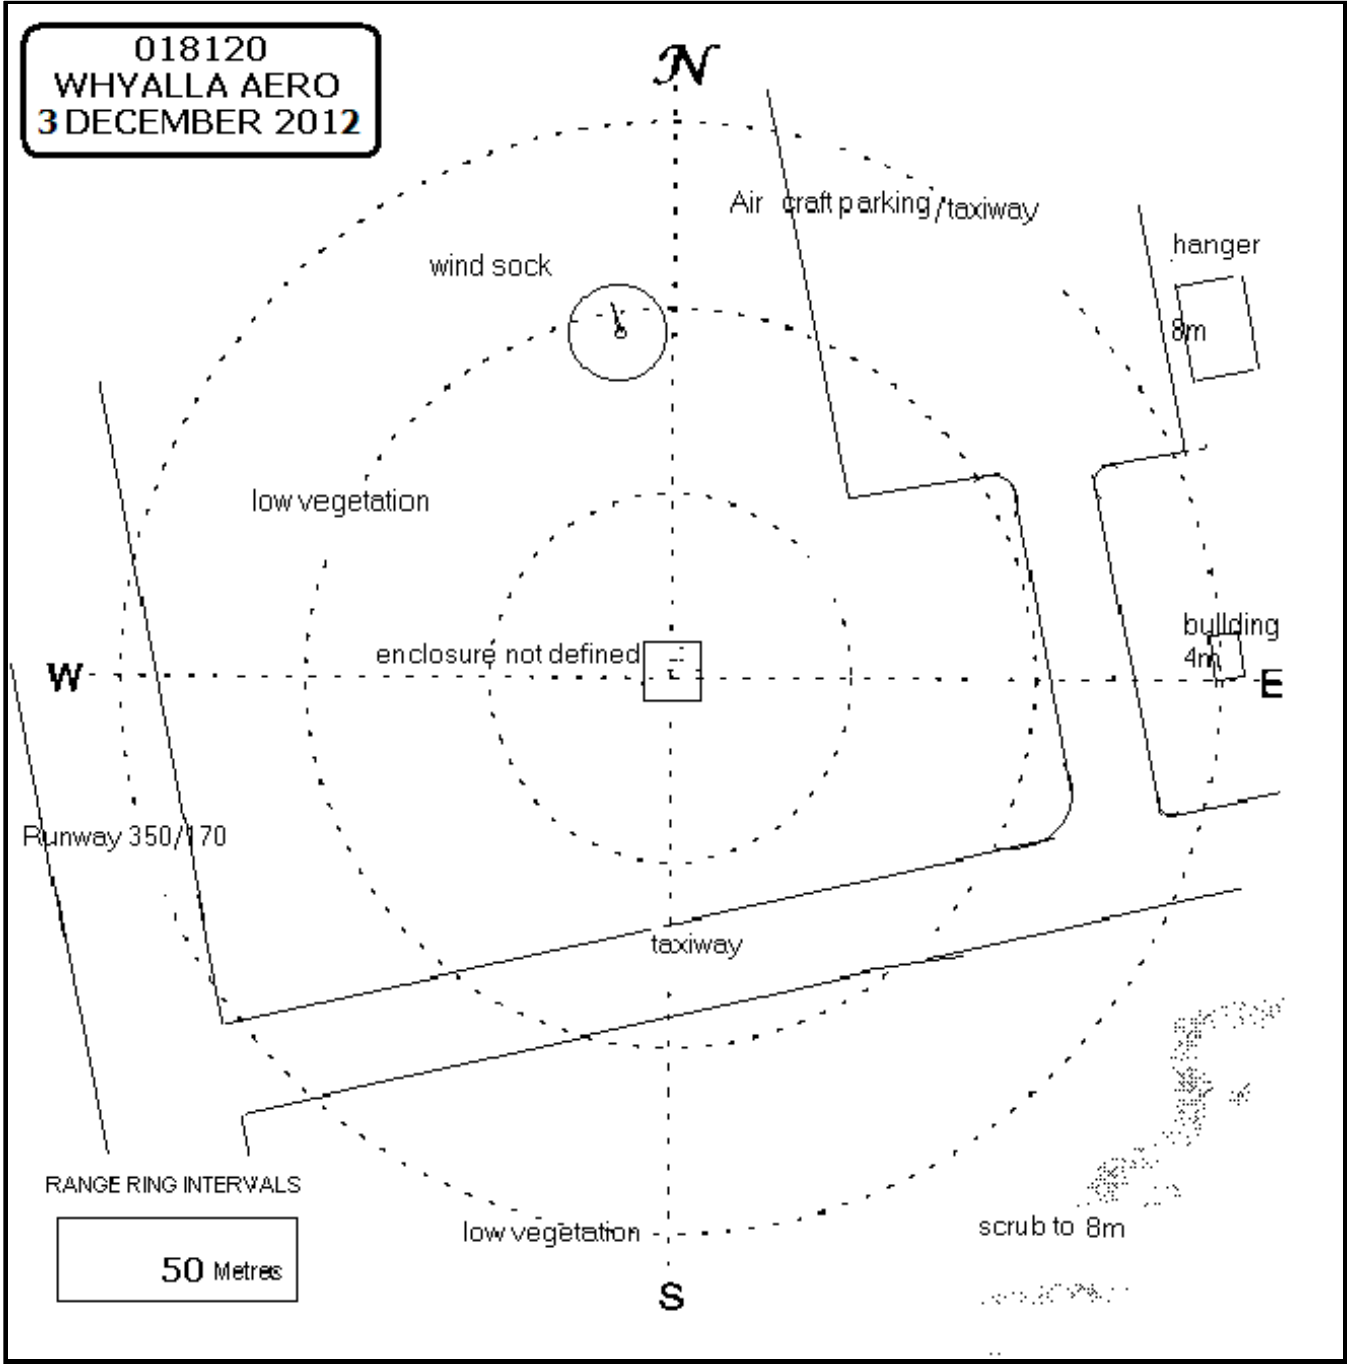 018120
WHYALLA AERO
3 DECEMBER 2012
N
Air craft parking/taxiway
hanger
wind sock
8m
low vegetation
building
enclosure not defined
4m
W
E
Runway 350/170
taxiway
RANGE RING INTERVALS
low vegetation
scrub to 8m
50 Metres
S